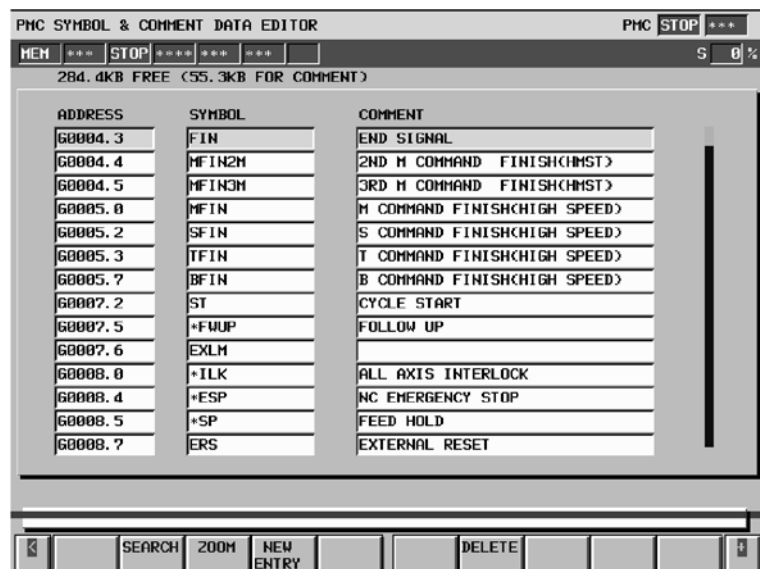 PMC SYMBOL & COMMENT DATA EDITOR PMC STOP ***
MEM *** STOP **** *** *** S 0 %
284.4KB FREE (55.3KB FOR COMMENT)
ADDRESS SYMBOL COMMENT
G0004.3 FIN END SIGNAL
G0004.4 MFIN2M 2ND M COMMAND FINISH(HMST)
G0004.5 MFIN3M 3RD M COMMAND FINISH(HMST)
G0005.0 MFIN M COMMAND FINISH(HIGH SPEED)
G0005.2 SFIN S COMMAND FINISH(HIGH SPEED)
G0005.3 TFIN T COMMAND FINISH(HIGH SPEED)
G0005.7 BFIN B COMMAND FINISH(HIGH SPEED)
G0007.2 ST CYCLE START
G0007.5 *FWUP FOLLOW UP
G0007.6 EXLM
G0008.0 *ILK ALL AXIS INTERLOCK
G0008.4 *ESP NC EMERGENCY STOP
G0008.5 *SP FEED HOLD
G0008.7 ERS EXTERNAL RESET
< SEARCH ZOOM NEW ENTRY DELETE +